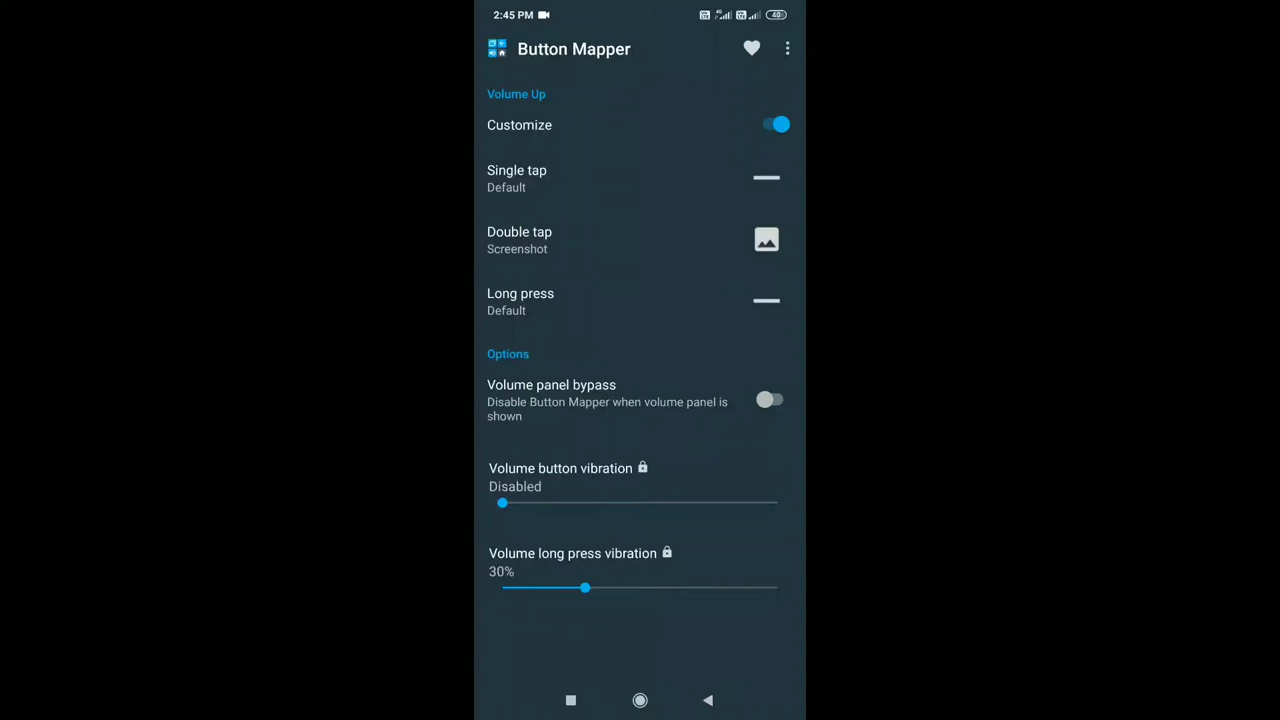 2:45 PM
40
Button Mapper
Volume Up
Customize
Single tap
Default
Double tap
Screenshot
Long press
Default
Options
Volume panel bypass
Disable Button Mapper when volume panel is
shown
Volume button vibration
Disabled
Volume long press vibration
30%